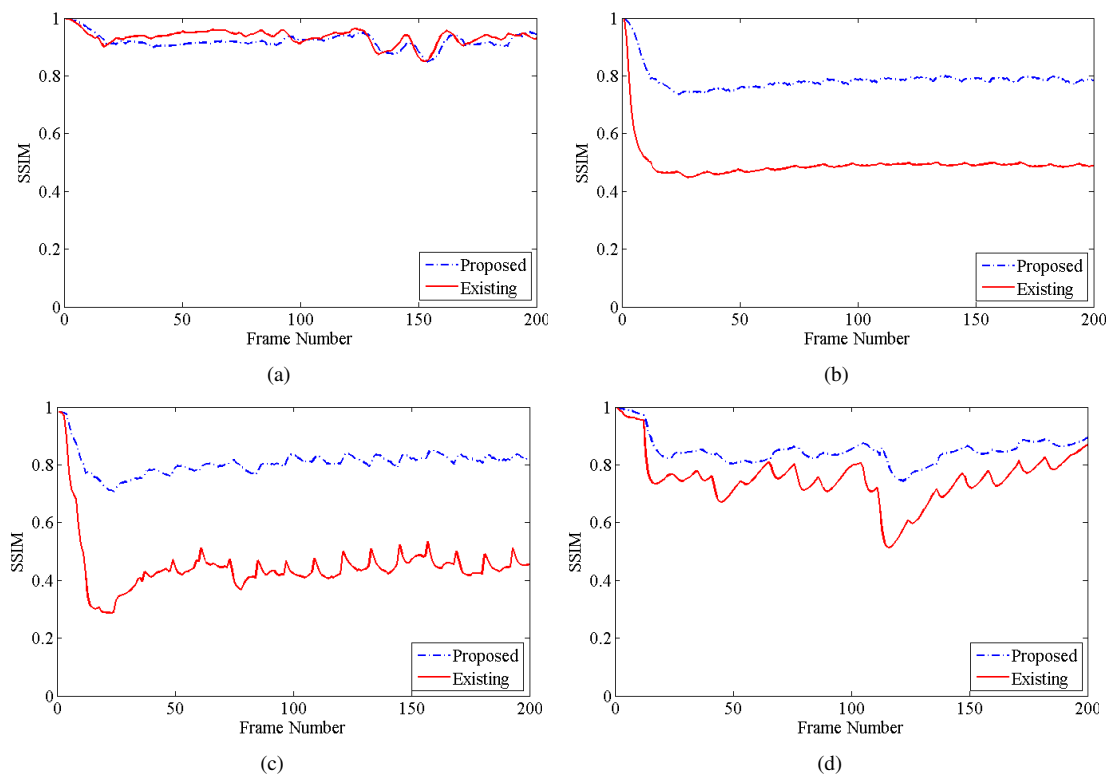 1
0.8
0.6
0.4
0.2
0
SSIM
0 50 100 150 200
Frame Number
Proposed
Existing
(a)
1
0.8
0.6
0.4
0.2
0
SSIM
0 50 100 150 200
Frame Number
Proposed
Existing
(b)
1
0.8
0.6
0.4
0.2
0
SSIM
0 50 100 150 200
Frame Number
Proposed
Existing
(c)
1
0.8
0.6
0.4
0.2
0
SSIM
0 50 100 150 200
Frame Number
Proposed
Existing
(d)